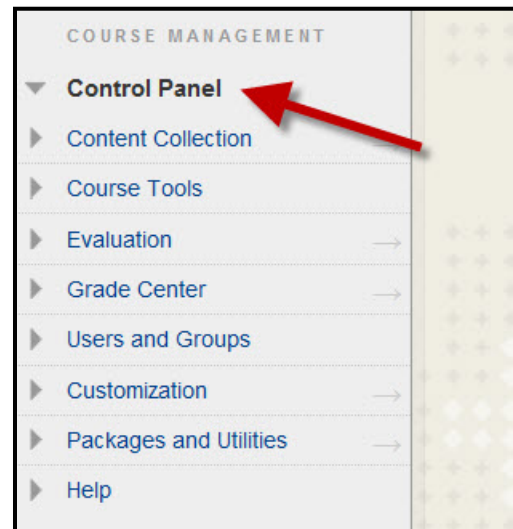 COURSE MANAGEMENT
Control Panel
Content Collection
Course Tools
Evaluation
Grade Center
Users and Groups
Customization
Packages and Utilities
Help